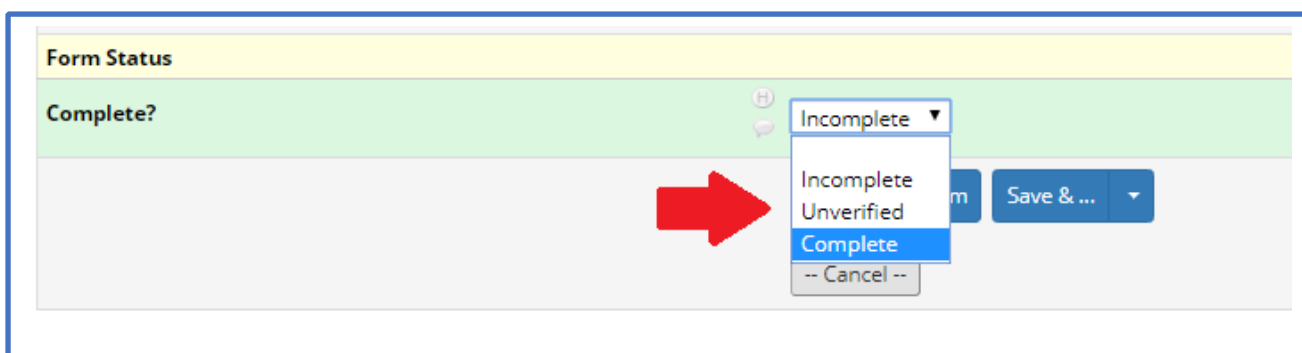 Form Status
Complete?
H
Incomplete ▼
Incomplete
Unverified
Complete
m
Save & ...
-- Cancel --